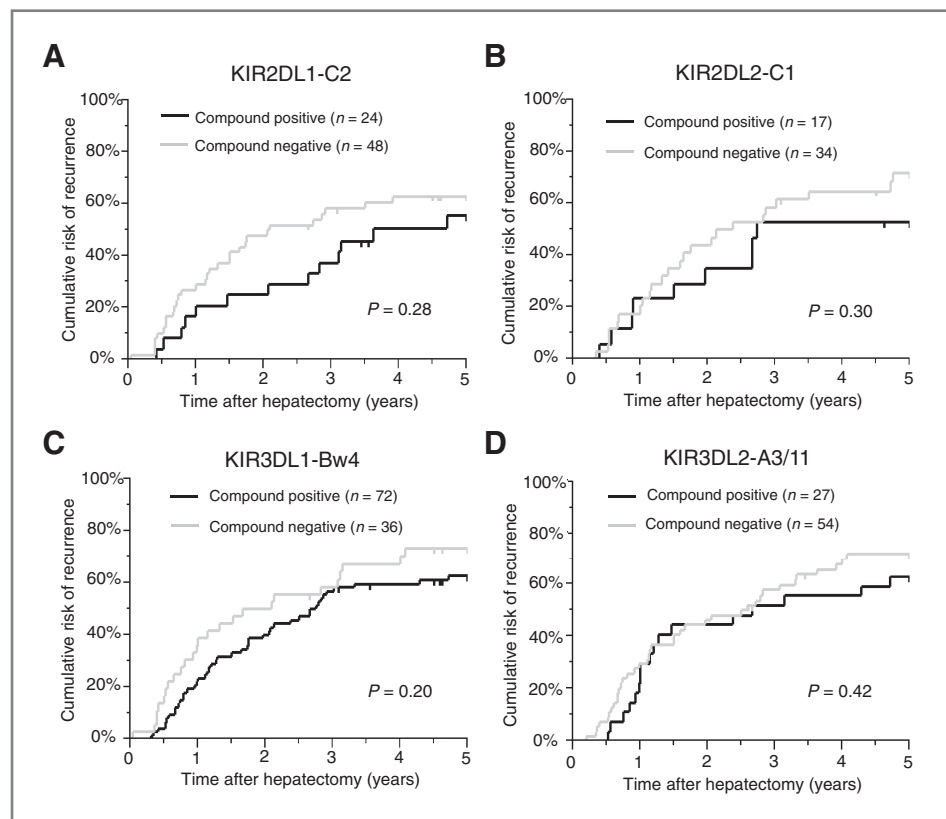 A
KIR2DL1-C2
100%
80%
60%
40%
20%
0%
Cumulative risk of recurrence
Compound positive (n = 24)
Compound negative (n = 48)
P = 0.28
0 1 2 3 4 5
Time after hepatectomy (years)
B
KIR2DL2-C1
100%
80%
60%
40%
20%
0%
Cumulative risk of recurrence
Compound positive (n = 17)
Compound negative (n = 34)
P = 0.30
0 1 2 3 4 5
Time after hepatectomy (years)
C
KIR3DL1-Bw4
100%
80%
60%
40%
20%
0%
Cumulative risk of recurrence
Compound positive (n = 72)
Compound negative (n = 36)
P = 0.20
0 1 2 3 4 5
Time after hepatectomy (years)
D
KIR3DL2-A3/11
100%
80%
60%
40%
20%
0%
Cumulative risk of recurrence
Compound positive (n = 27)
Compound negative (n = 54)
P = 0.42
0 1 2 3 4 5
Time after hepatectomy (years)